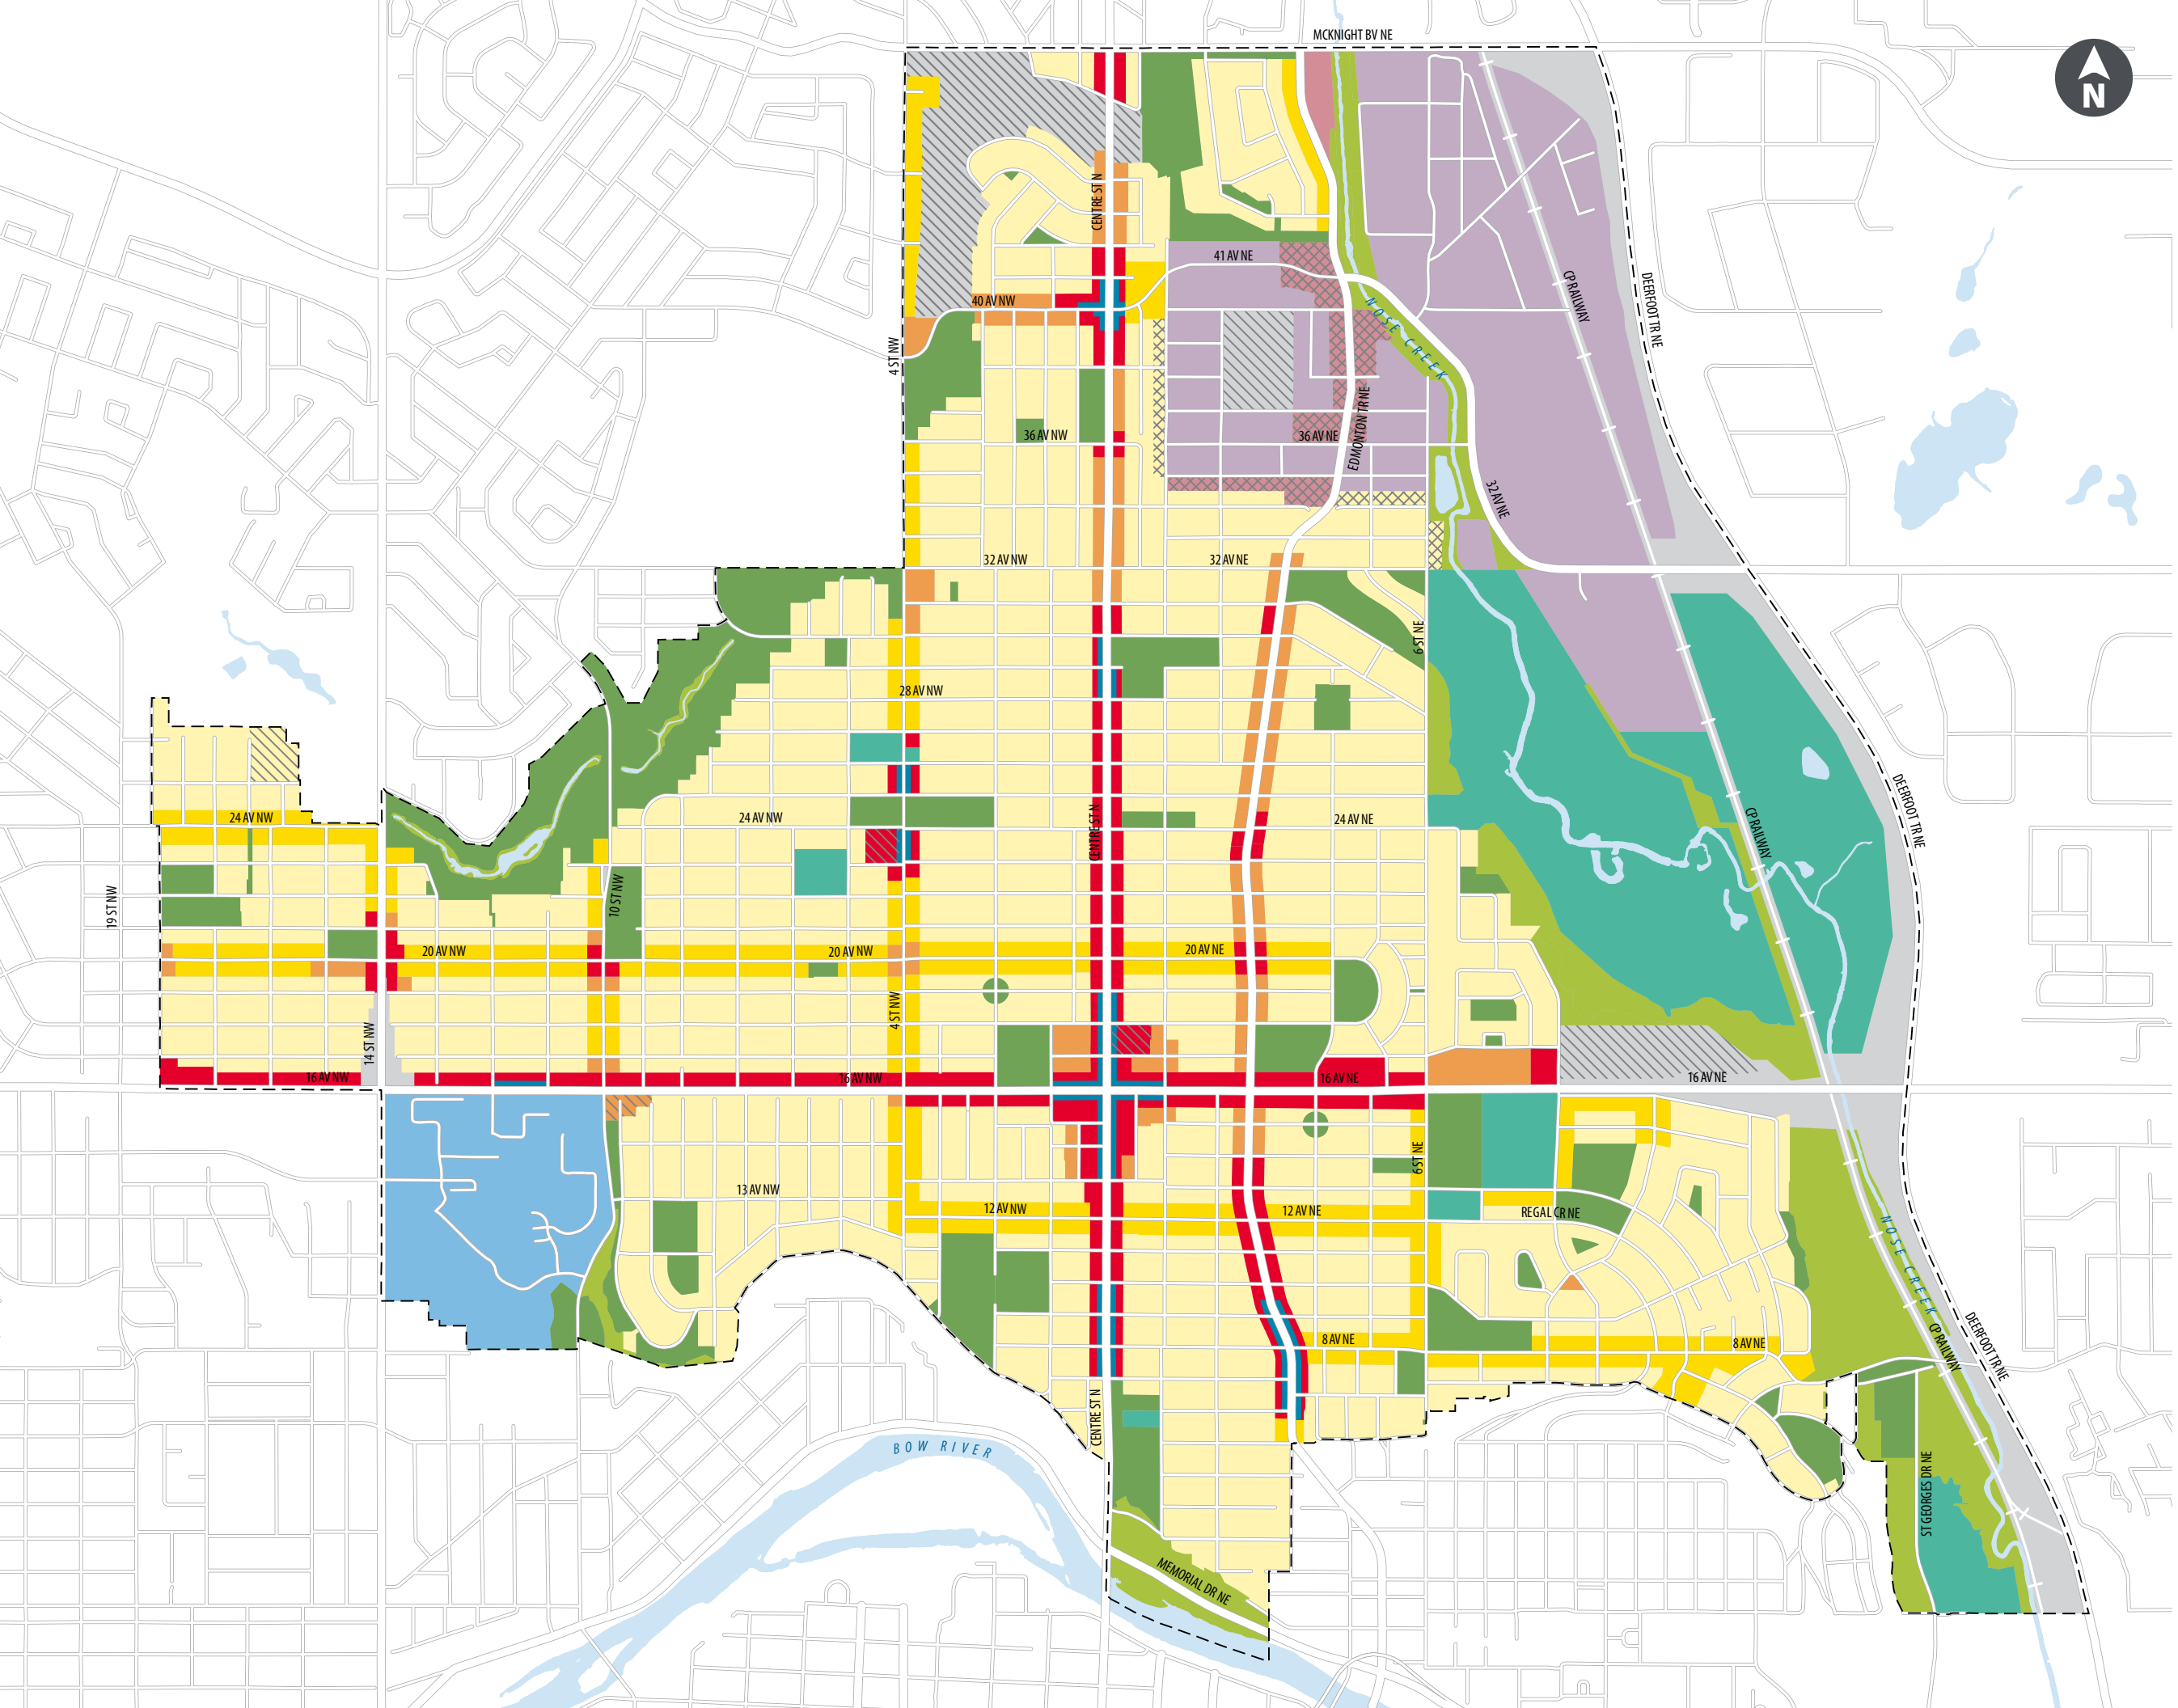 MCKNIGHT BV NE
N
CENTRE ST N
41 AV NE
CP RAILWAY
DEERFOOT TR NE
40 AV NW
NOSE CREEK
4 ST NW
36 AV NW
36 AV NE
EDMONTON TR NE
32 AV NE
32 AV NW
32 AV NE
6 ST NE
28 AV NW
24 AV NW
24 AV NW
CENTRE ST N
24 AV NE
CP RAILWAY
DEERFOOT TR NE
19 ST NW
10 ST NW
20 AV NW
20 AV NW
20 AV NE
4 ST NW
14 ST NW
16 AV NW
16 AV NW
16 AV NE
16 AV NE
6 ST NE
13 AV NW
12 AV NW
12 AV NE
REGAL CR NE
NOSE CREEK
8 AV NE
8 AV NE
CP RAILWAY
DEERFOOT TR NE
CENTRE ST N
BOW RIVER
ST GEORGES DR NE
MEMORIAL DR NE